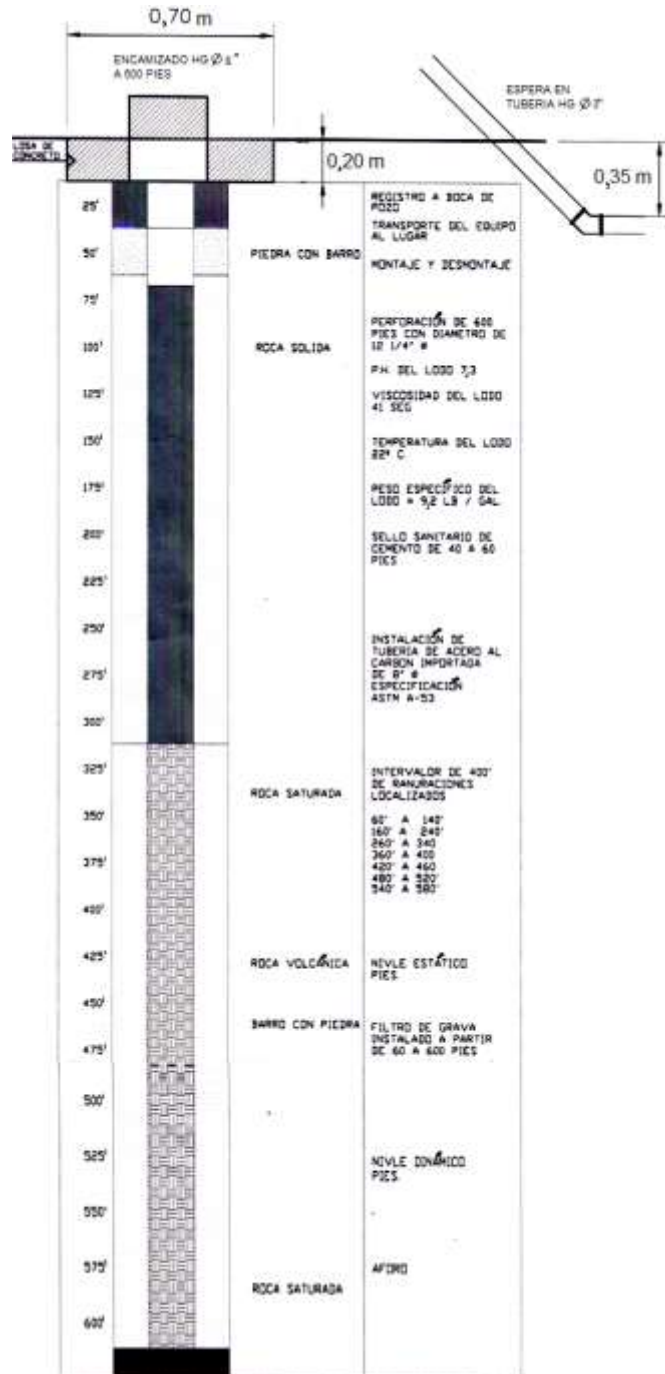 0,70 m
ENCAMIZADO HG Ø 8"
A 600 PIES
ESPERA EN
TUBERIA HG Ø 3"
LOSA DE
CONCRETO
0,20 m
0,35 m
25'
50'
75'
100'
125'
150'
175'
200'
225'
250'
275'
300'
325'
350'
375'
400'
425'
450'
475'
500'
525'
550'
575'
600'
PIEDRA CON BARRO
ROCA SOLIDA
ROCA SATURADA
ROCA VOLCÁNICA
BARRO CON PIEDRA
ROCA SATURADA
REGISTRO A BOCA DE
POZO
TRANSPORTE DEL EQUIPO
AL LUGAR
MONTAJE Y DESMONTAJE
PERFORACIÓN DE 600
PIES CON DIAMETRO DE
12 1/4" Ø
P.H. DEL LODO 7,3
VISCOSIDAD DEL LODO
41 SEG
TEMPERATURA DEL LODO
22º C
PESO ESPECÍFICO DEL
LODO = 9,2 LB / GAL
SELLO SANITARIO DE
CEMENTO DE 40 A 60
PIES
INSTALACIÓN DE
TUBERIA DE ACERO AL
CARBON IMPORTADA
DE 8" Ø
ESPECIFICACIÓN
ASTM A-53
INTERVALOR DE 400'
DE RANURACIONES
LOCALIZADOS
60' A 140'
160' A 240'
260' A 340
360' A 400
420' A 460
480' A 520'
540' A 580'
NIVLE ESTÁTICO
PIES
FILTRO DE GRAVA
INSTALADO A PARTIR
DE 60 A 600 PIES
NIVLE DINÁMICO
PIES
AFORO